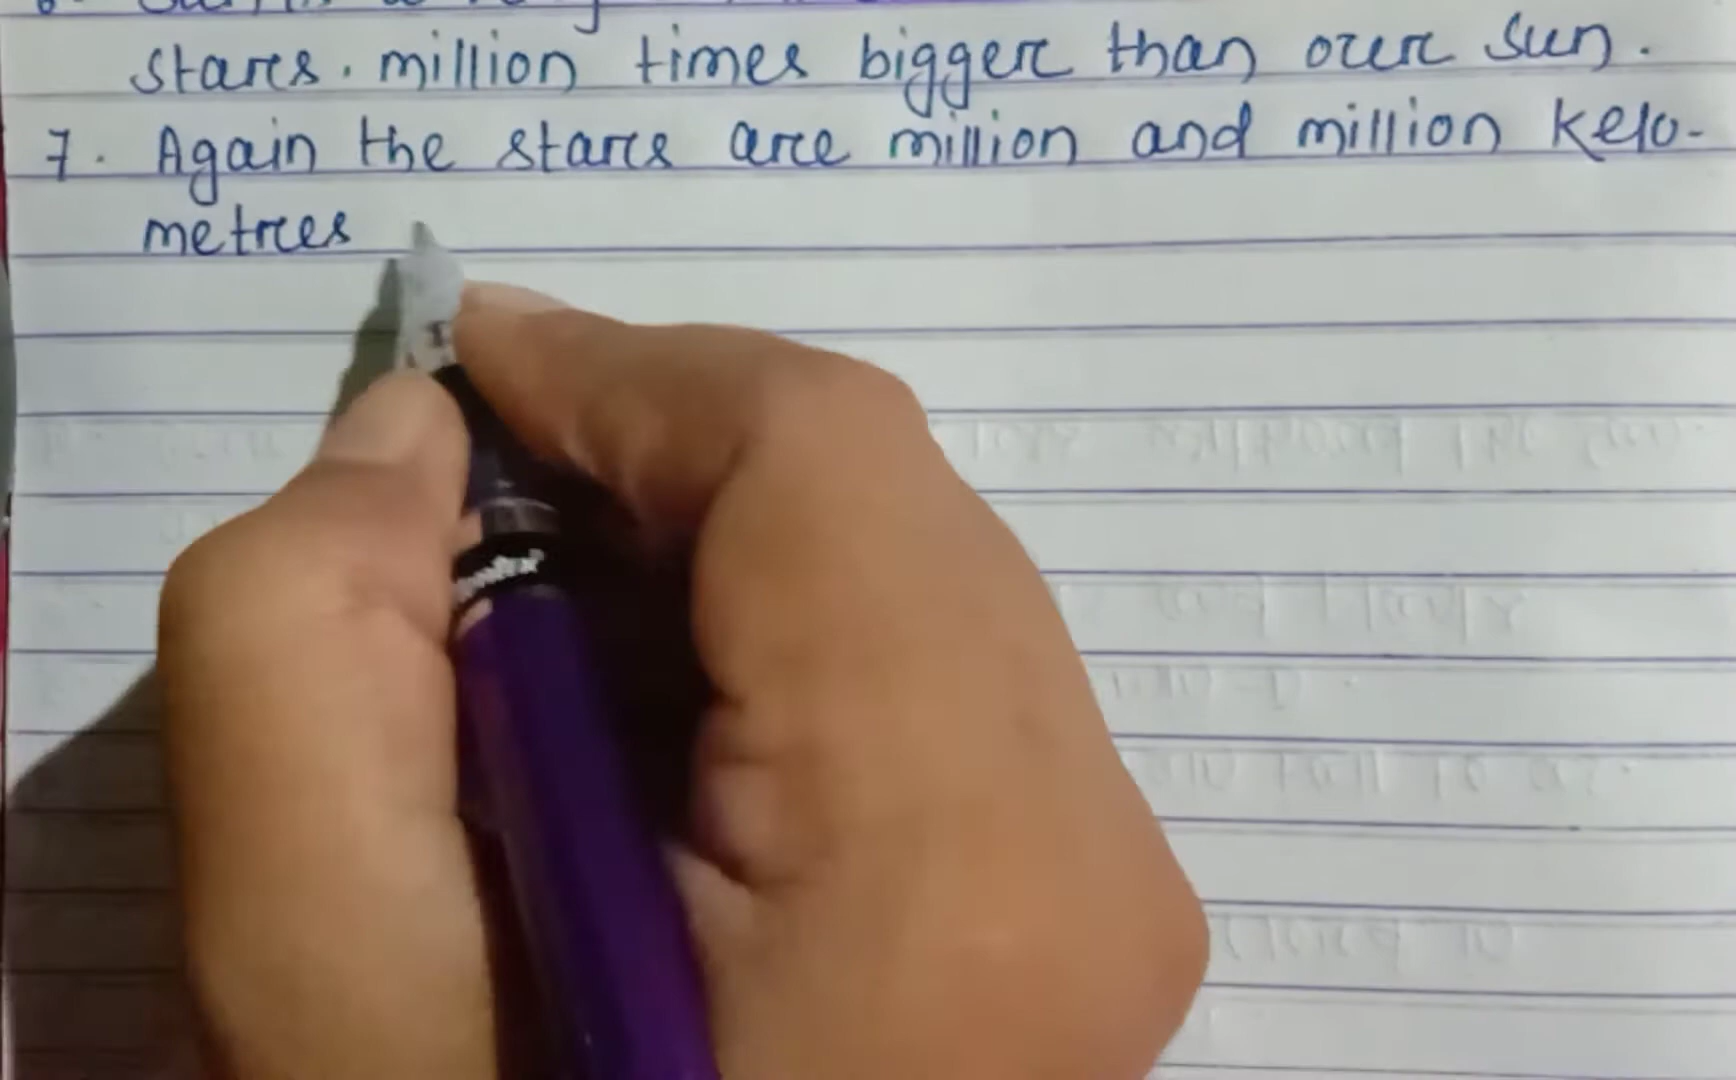 stars. million times bigger than our sun.
7. Again the stars are million and million kelo-
metres